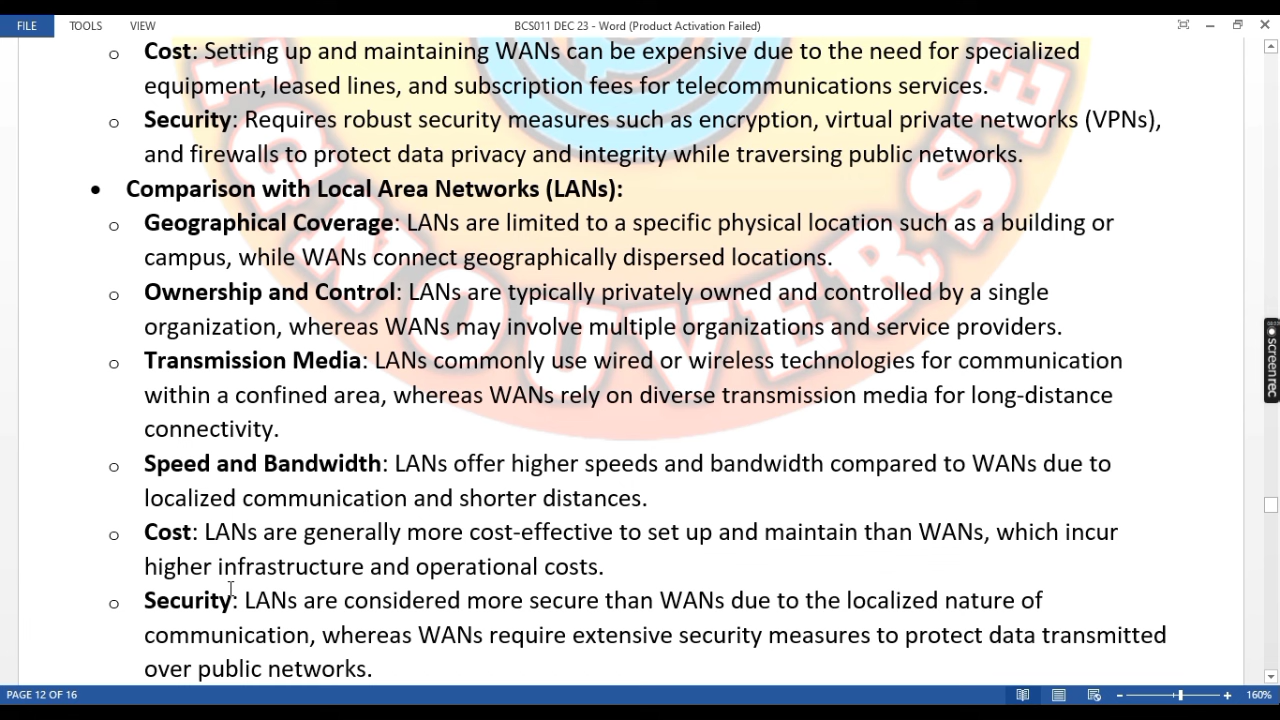 FILE TOOLS VIEW BCS011 DEC 23 - Word (Product Activation Failed)
o Cost: Setting up and maintaining WANs can be expensive due to the need for specialized
equipment, leased lines, and subscription fees for telecommunications services.
o Security: Requires robust security measures such as encryption, virtual private networks (VPNs),
and firewalls to protect data privacy and integrity while traversing public networks.
• Comparison with Local Area Networks (LANs):
o Geographical Coverage: LANs are limited to a specific physical location such as a building or
campus, while WANs connect geographically dispersed locations.
o Ownership and Control: LANs are typically privately owned and controlled by a single
organization, whereas WANs may involve multiple organizations and service providers.
o Transmission Media: LANs commonly use wired or wireless technologies for communication
within a confined area, whereas WANs rely on diverse transmission media for long-distance
connectivity.
o Speed and Bandwidth: LANs offer higher speeds and bandwidth compared to WANs due to
localized communication and shorter distances.
o Cost: LANs are generally more cost-effective to set up and maintain than WANs, which incur
higher infrastructure and operational costs.
o Security: LANs are considered more secure than WANs due to the localized nature of
communication, whereas WANs require extensive security measures to protect data transmitted
over public networks.
screenrec
PAGE 12 OF 16 160%